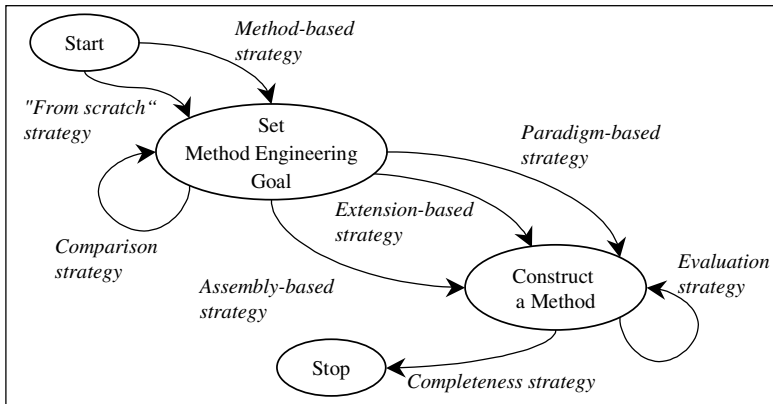 Start
Method-based
strategy
"From scratch“
strategy
Set
Method Engineering
Goal
Paradigm-based
strategy
Extension-based
strategy
Comparison
strategy
Assembly-based
strategy
Construct
a Method
Evaluation
strategy
Stop
Completeness strategy